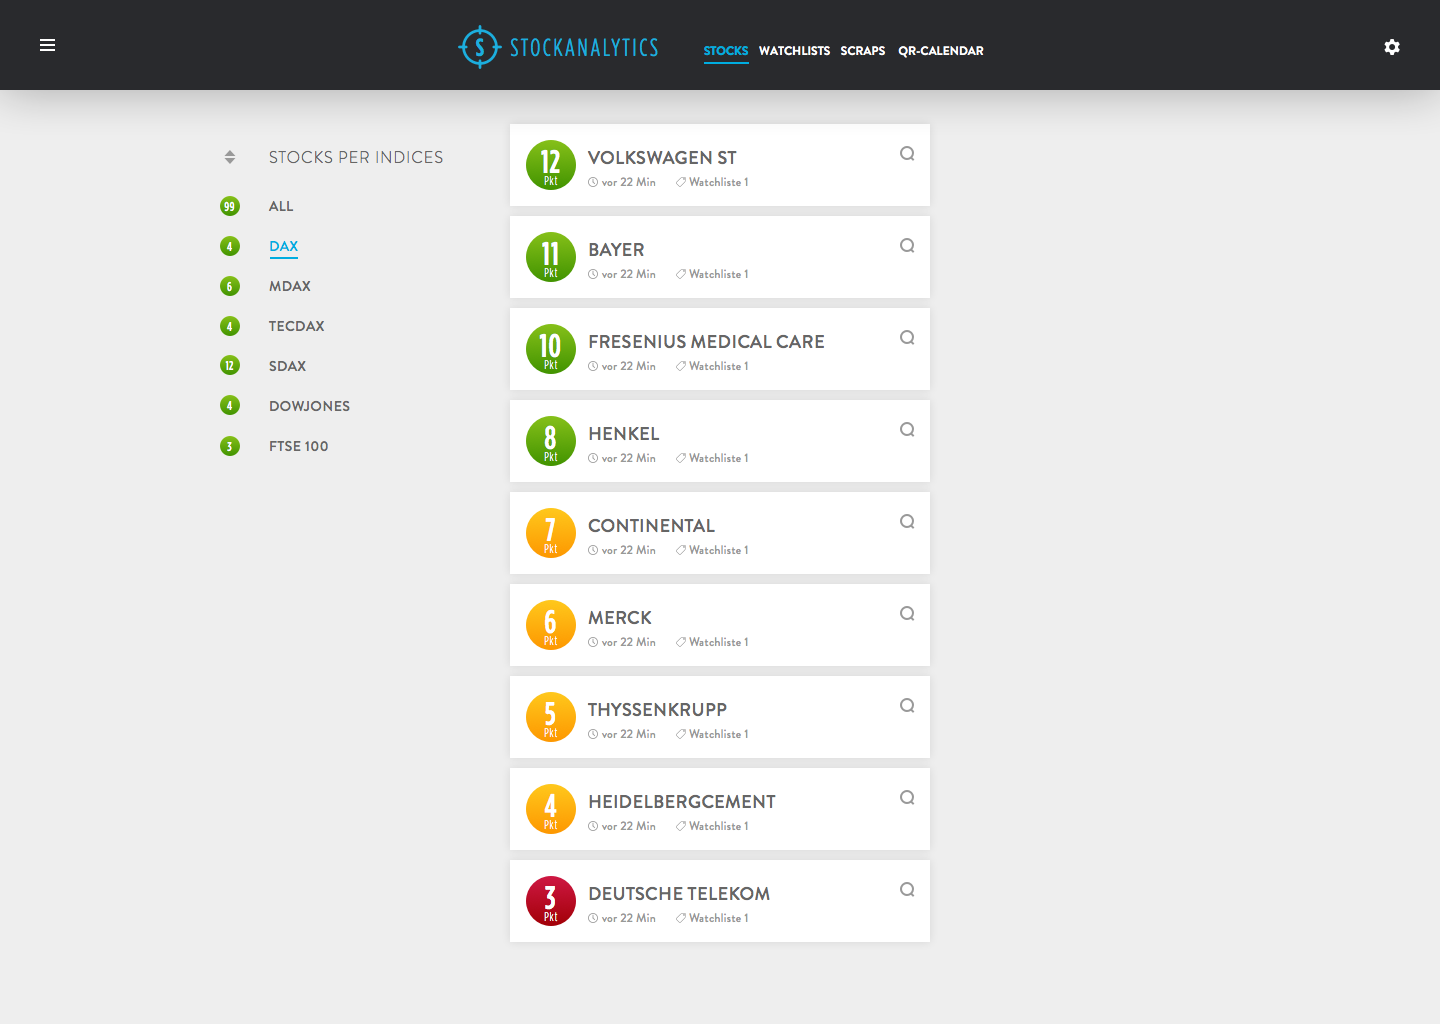 S STOCKANALYTICS
STOCKS WATCHLISTS SCRAPS QR-CALENDAR
STOCKS PER INDICES
99 ALL
4 DAX
6 MDAX
4 TECDAX
12 SDAX
4 DOWJONES
3 FTSE 100
12 Pkt
VOLKSWAGEN ST
vor 22 Min Watchliste 1
11 Pkt
BAYER
vor 22 Min Watchliste 1
10 Pkt
FRESENIUS MEDICAL CARE
vor 22 Min Watchliste 1
8 Pkt
HENKEL
vor 22 Min Watchliste 1
7 Pkt
CONTINENTAL
vor 22 Min Watchliste 1
6 Pkt
MERCK
vor 22 Min Watchliste 1
5 Pkt
THYSSENKRUPP
vor 22 Min Watchliste 1
4 Pkt
HEIDELBERGCEMENT
vor 22 Min Watchliste 1
3 Pkt
DEUTSCHE TELEKOM
vor 22 Min Watchliste 1